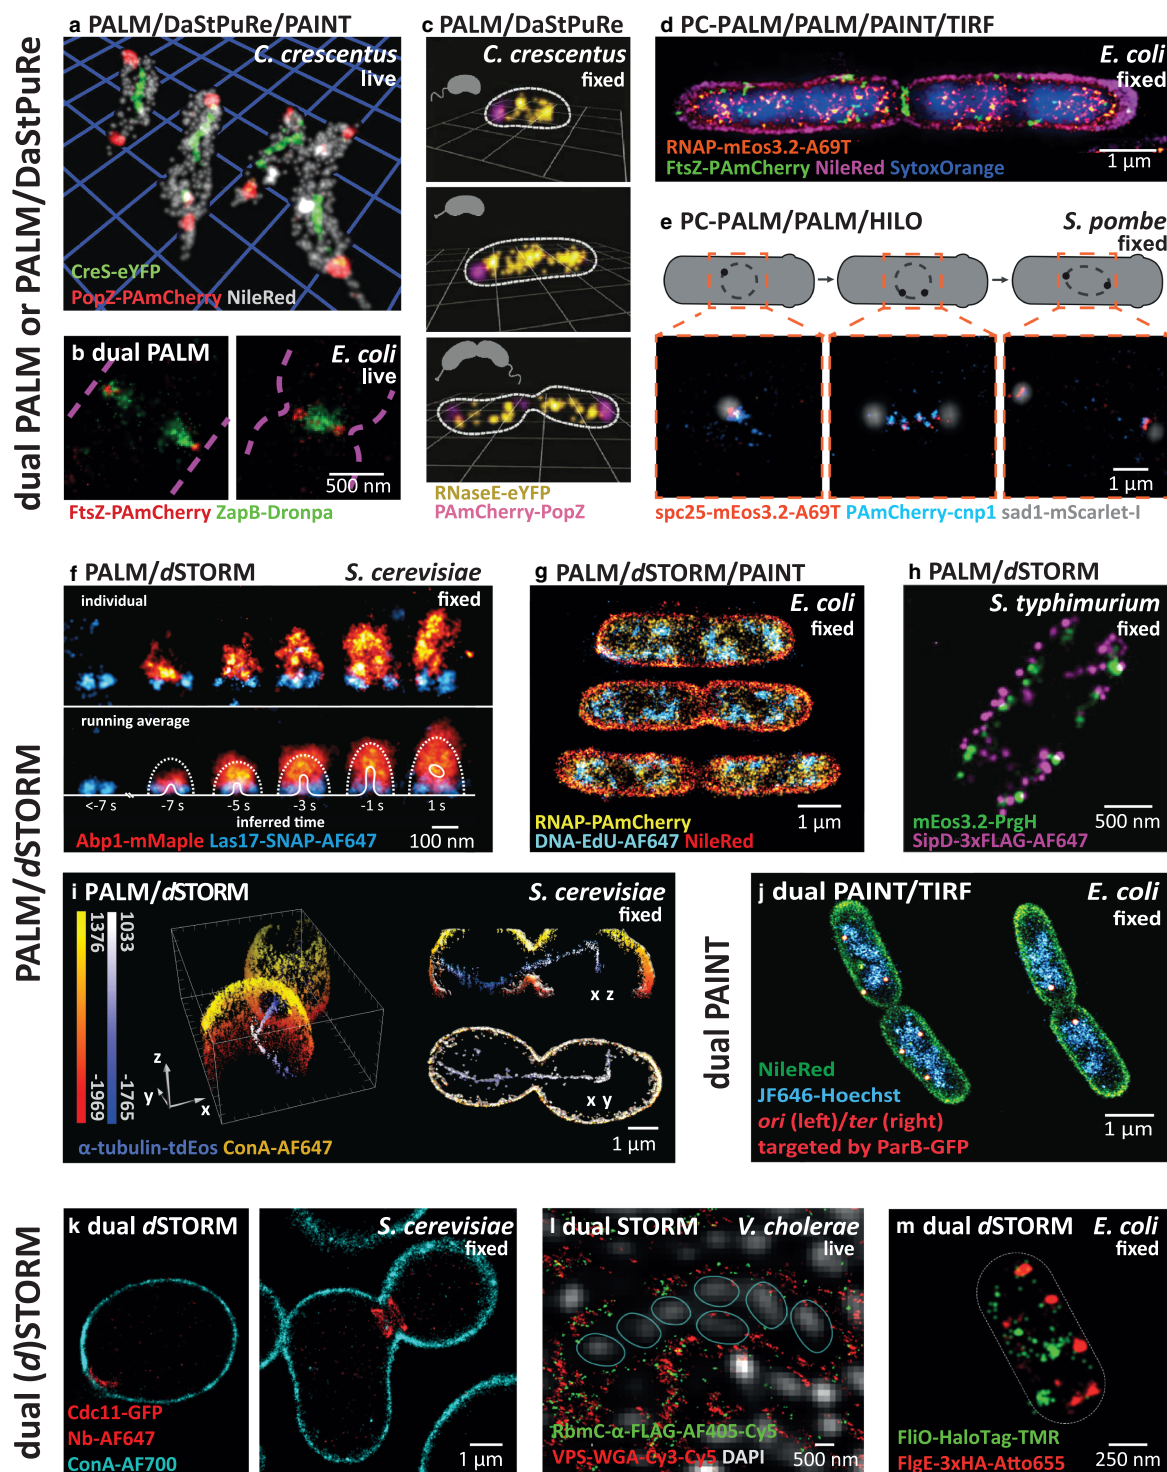 dual PALM or PALM/DaStPuRe
a PALM/DaStPuRe/PAINT
C. crescentus
live
CreS-eYFP
PopZ-PAmCherry NileRed
b dual PALM
E. coli
live
500 nm
FtsZ-PAmCherry ZapB-Dronpa
c PALM/DaStPuRe
C. crescentus
fixed
RNaseE-eYFP
PAmCherry-PopZ
d PC-PALM/PALM/PAINT/TIRF
E. coli
fixed
RNAP-mEos3.2-A69T
FtsZ-PAmCherry NileRed SytoxOrange
1 µm
e PC-PALM/PALM/HILO
S. pombe
fixed
1 µm
spc25-mEos3.2-A69T PAmCherry-cnp1 sad1-mScarlet-I
PALM/dSTORM
f PALM/dSTORM
S. cerevisiae
fixed
individual
running average
<-7 s -7 s -5 s -3 s -1 s 1 s
inferred time
Abp1-mMaple Las17-SNAP-AF647
100 nm
g PALM/dSTORM/PAINT
E. coli
fixed
1 µm
RNAP-PAmCherry
DNA-EdU-AF647 NileRed
h PALM/dSTORM
S. typhimurium
fixed
mEos3.2-PrgH
SipD-3xFLAG-AF647
500 nm
i PALM/dSTORM
S. cerevisiae
fixed
1376
-1969
1033
-1765
z
y
x
x z
x y
1 µm
α-tubulin-tdEos ConA-AF647
dual PAINT
j dual PAINT/TIRF
E. coli
fixed
NileRed
JF646-Hoechst
ori (left)/ter (right)
targeted by ParB-GFP
1 µm
dual (d)STORM
k dual dSTORM
S. cerevisiae
fixed
Cdc11-GFP
Nb-AF647
ConA-AF700
1 µm
l dual STORM
V. cholerae
live
RbmC-α-FLAG-AF405-Cy5
VPS-WGA-Cy3-Cy5 DAPI
500 nm
m dual dSTORM
E. coli
fixed
FliO-HaloTag-TMR
FlgE-3xHA-Atto655
250 nm